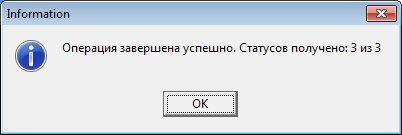 Information
Операция завершена успешно. Статусов получено: 3 из 3
OK